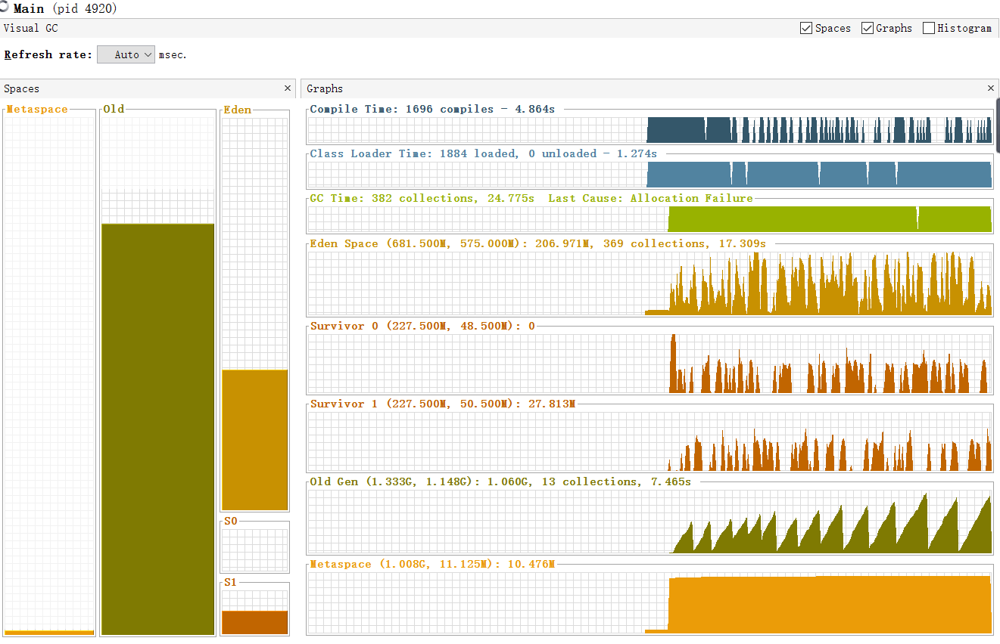 Main (pid 4920)
Visual GC
Spaces Graphs Histogram
Refresh rate: Auto msec.
Spaces ×
Graphs ×
Metaspace
Old
Eden
S0
S1
Compile Time: 1696 compiles - 4.864s
Class Loader Time: 1884 loaded, 0 unloaded - 1.274s
GC Time: 382 collections, 24.775s Last Cause: Allocation Failure
Eden Space (681.500M, 575.000M): 206.971M, 369 collections, 17.309s
Survivor 0 (227.500M, 48.500M): 0
Survivor 1 (227.500M, 50.500M): 27.813M
Old Gen (1.333G, 1.148G): 1.060G, 13 collections, 7.465s
Metaspace (1.008G, 11.125M): 10.476M